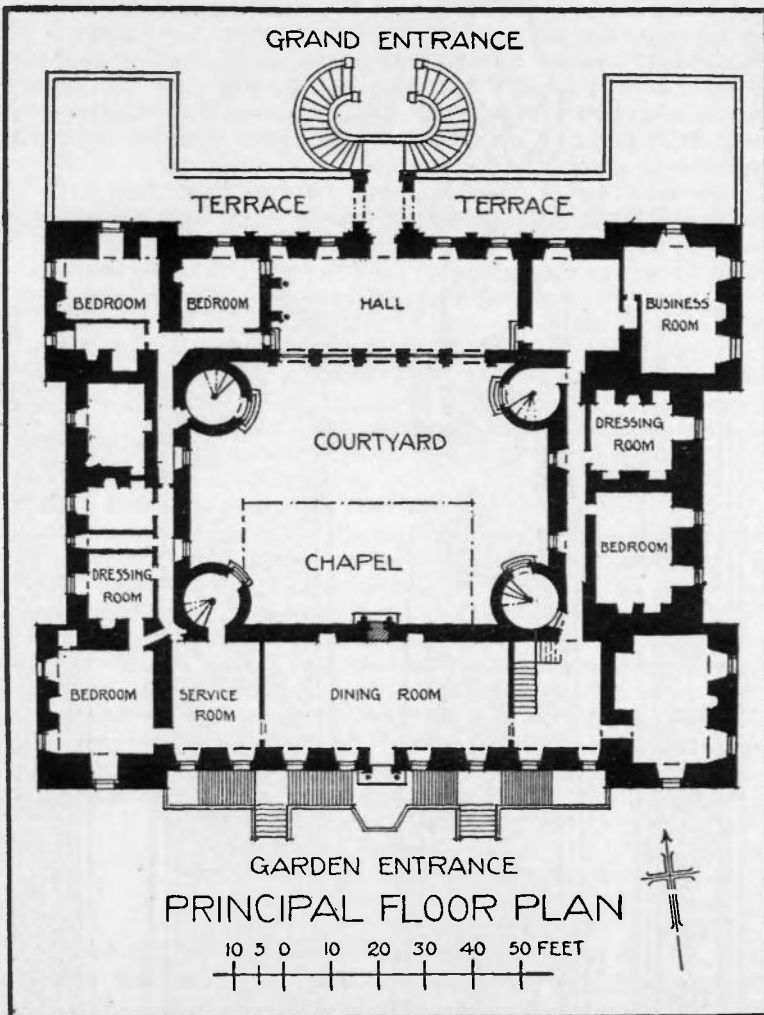 GRAND ENTRANCE
TERRACE TERRACE
BEDROOM BEDROOM HALL BUSINESS
ROOM
COURTYARD DRESSING
ROOM
CHAPEL BEDROOM
DRESSING
ROOM
BEDROOM SERVICE
ROOM DINING ROOM
GARDEN ENTRANCE
PRINCIPAL FLOOR PLAN
10 5 0 10 20 30 40 50 FEET